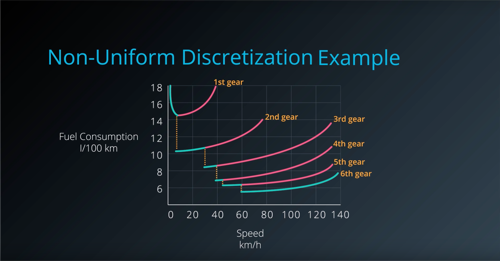 Non-Uniform Discretization Example
18
16
14
12
10
8
6
Fuel Consumption
l/100 km
1st gear
2nd gear
3rd gear
4th gear
5th gear
6th gear
0 20 40 60 80 100 120 140
Speed
km/h